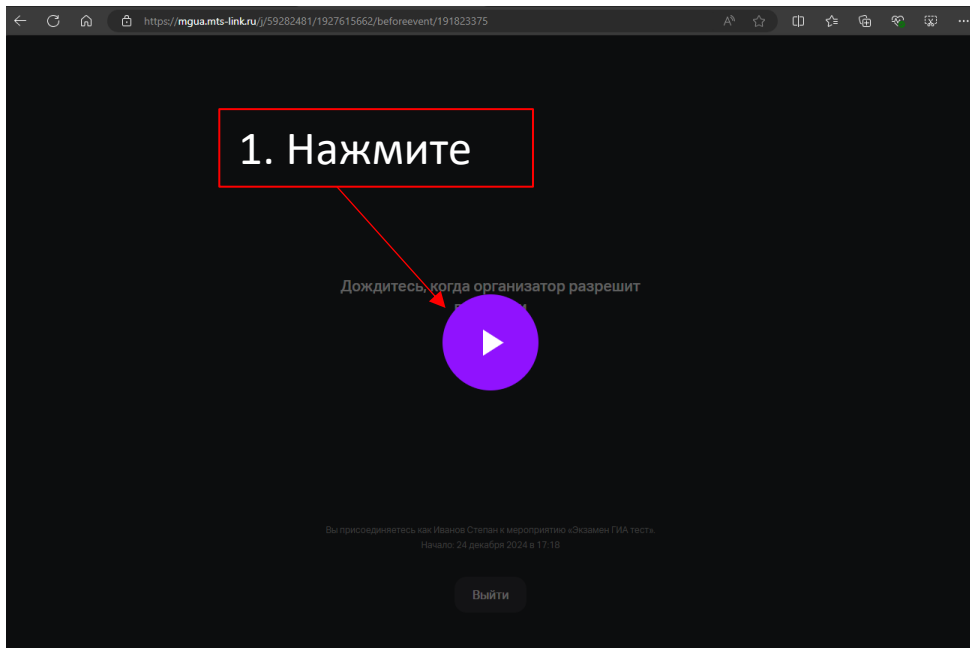 https://mgua.mts-link.ru/j/59282481/1927615662/beforeevent/191823375
1. Нажмите
Дождитесь, когда организатор разрешит
Вы присоединяетесь как Иванов Степан к мероприятию «Экзамен ГИА тест».
Начало: 24 декабря 2024 в 17:18
Выйти